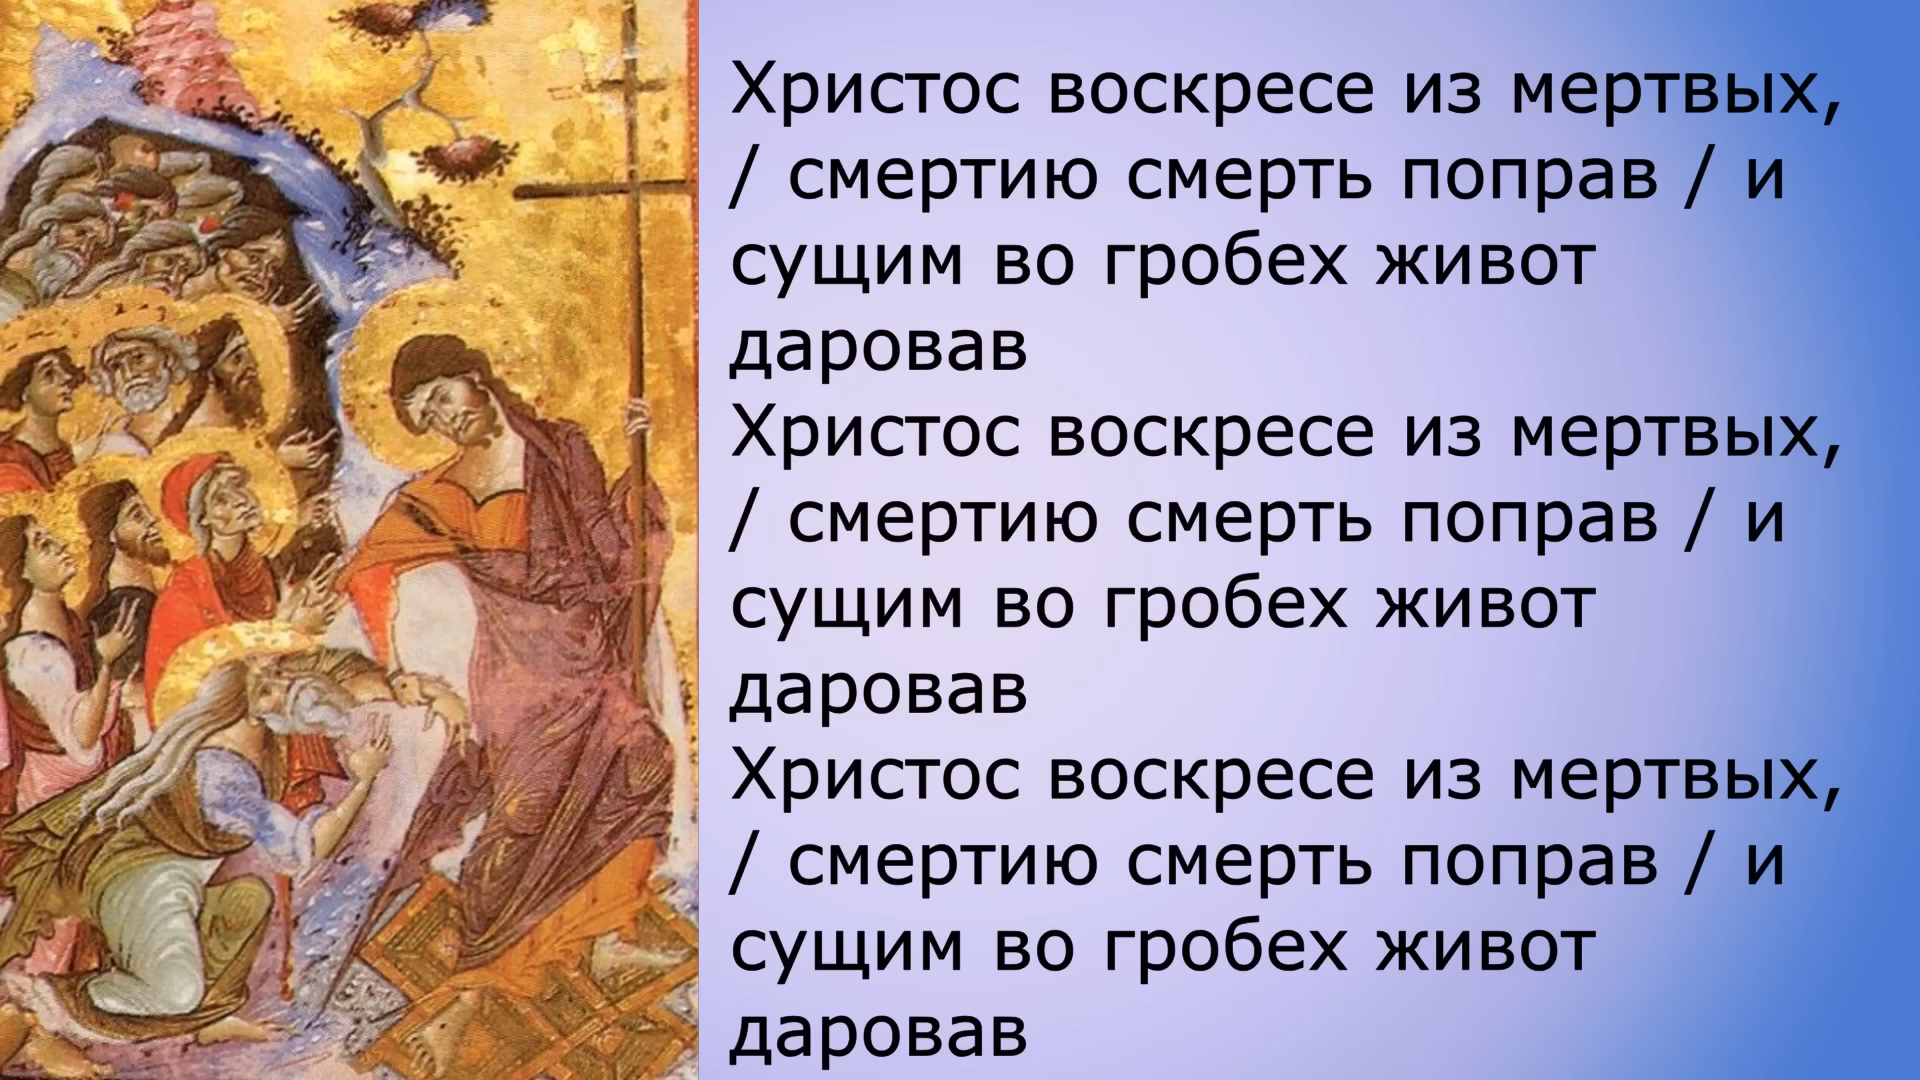 Христос воскресе из мертвых,
/ смертию смерть поправ / и
сущим во гробех живот
даровав
Христос воскресе из мертвых,
/ смертию смерть поправ / и
сущим во гробех живот
даровав
Христос воскресе из мертвых,
/ смертию смерть поправ / и
сущим во гробех живот
даровав